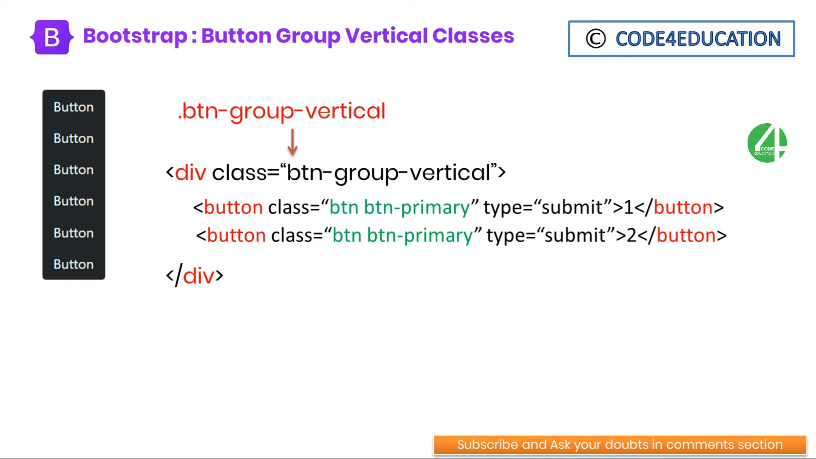 B
Bootstrap : Button Group Vertical Classes
© CODE4EDUCATION
Button
Button
Button
Button
Button
Button
.btn-group-vertical
<div class=“btn-group-vertical”>
<button class=“btn btn-primary” type=“submit”>1</button>
<button class=“btn btn-primary” type=“submit”>2</button>
</div>
4
CODE
EDUCATION
Subscribe and Ask your doubts in comments section